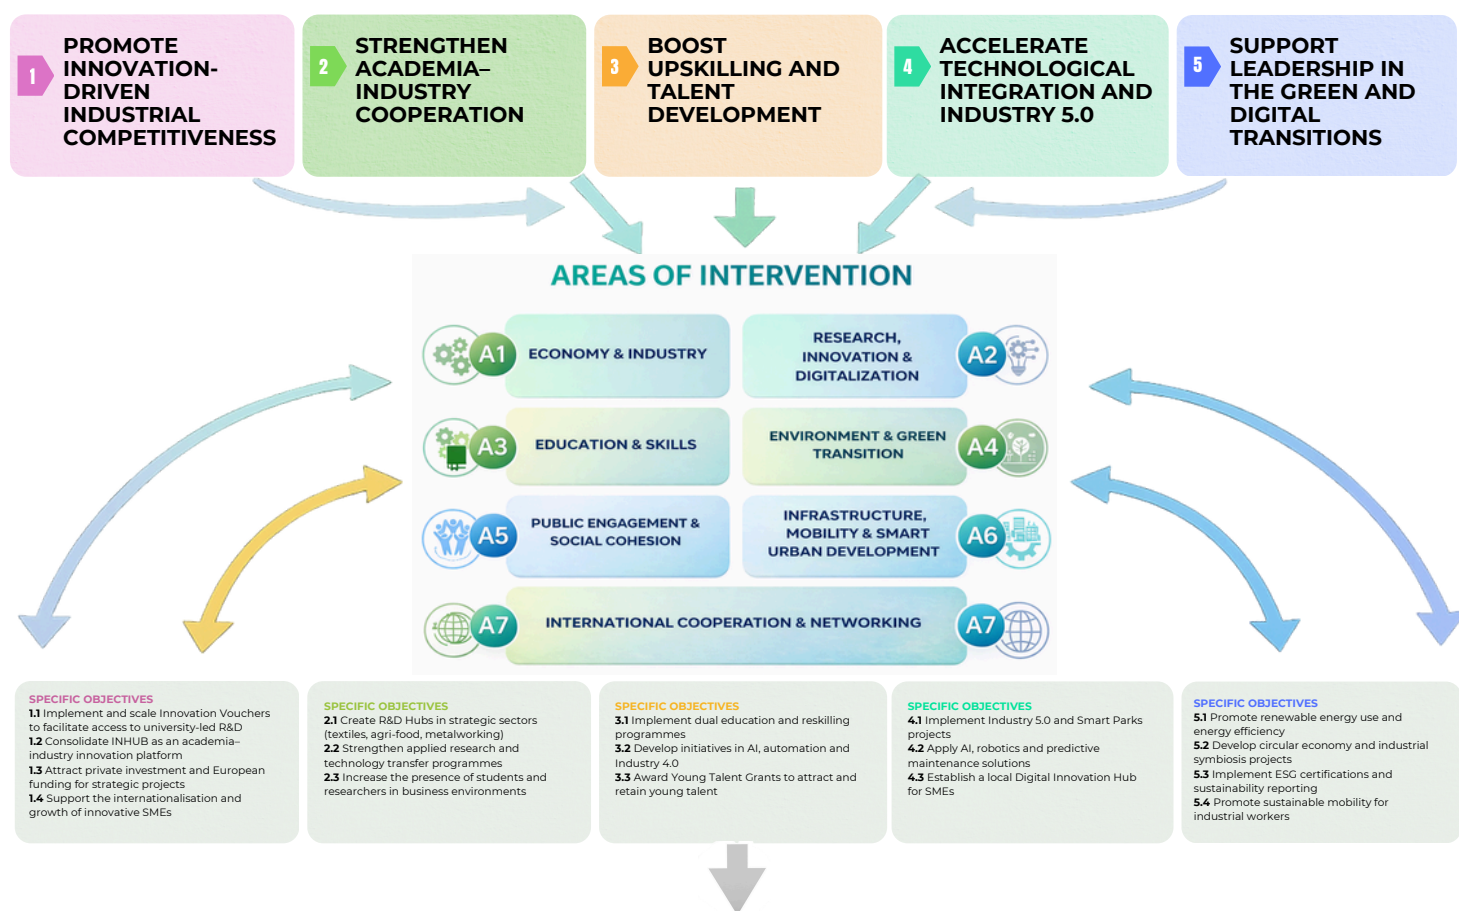 1
PROMOTE
INNOVATION-
DRIVEN
INDUSTRIAL
COMPETITIVENESS
2
STRENGTHEN
ACADEMIA–
INDUSTRY
COOPERATION
3
BOOST
UPSKILLING AND
TALENT
DEVELOPMENT
4
ACCELERATE
TECHNOLOGICAL
INTEGRATION AND
INDUSTRY 5.0
5
SUPPORT
LEADERSHIP IN
THE GREEN AND
DIGITAL
TRANSITIONS
AREAS OF INTERVENTION
A1
ECONOMY & INDUSTRY
RESEARCH,
INNOVATION &
DIGITALIZATION
A2
A3
EDUCATION & SKILLS
ENVIRONMENT & GREEN
TRANSITION
A4
A5
PUBLIC ENGAGEMENT &
SOCIAL COHESION
INFRASTRUCTURE,
MOBILITY & SMART
URBAN DEVELOPMENT
A6
A7
INTERNATIONAL COOPERATION & NETWORKING
A7
SPECIFIC OBJECTIVES
1.1 Implement and scale Innovation Vouchers
to facilitate access to university-led R&D
1.2 Consolidate INHUB as an academia–
industry innovation platform
1.3 Attract private investment and European
funding for strategic projects
1.4 Support the internationalisation and
growth of innovative SMEs
SPECIFIC OBJECTIVES
2.1 Create R&D Hubs in strategic sectors
(textiles, agri-food, metalworking)
2.2 Strengthen applied research and
technology transfer programmes
2.3 Increase the presence of students and
researchers in business environments
SPECIFIC OBJECTIVES
3.1 Implement dual education and reskilling
programmes
3.2 Develop initiatives in AI, automation and
Industry 4.0
3.3 Award Young Talent Grants to attract and
retain young talent
SPECIFIC OBJECTIVES
4.1 Implement Industry 5.0 and Smart Parks
projects
4.2 Apply AI, robotics and predictive
maintenance solutions
4.3 Establish a local Digital Innovation Hub
for SMEs
SPECIFIC OBJECTIVES
5.1 Promote renewable energy use and
energy efficiency
5.2 Develop circular economy and industrial
symbiosis projects
5.3 Implement ESG certifications and
sustainability reporting
5.4 Promote sustainable mobility for
industrial workers